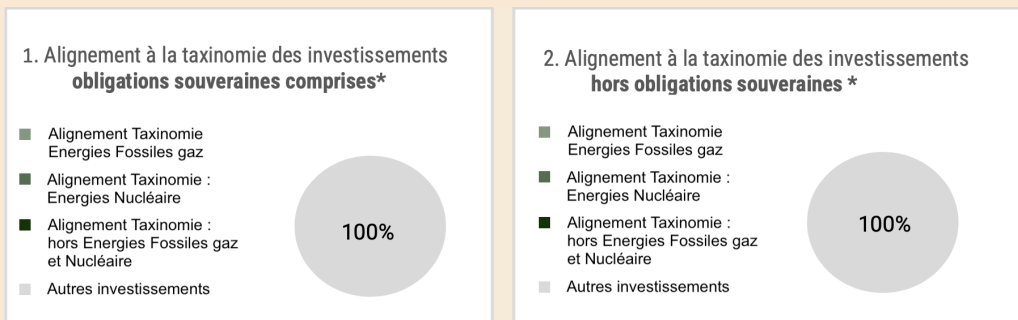 1. Alignement à la taxinomie des investissements
obligations souveraines comprises*
Alignement Taxinomie
Energies Fossiles gaz
Alignement Taxinomie :
Energies Nucléaire
Alignement Taxinomie :
hors Energies Fossiles gaz
et Nucléaire
Autres investissements
100%
2. Alignement à la taxinomie des investissements
hors obligations souveraines *
Alignement Taxinomie
Energies Fossiles gaz
Alignement Taxinomie :
Energies Nucléaire
Alignement Taxinomie :
hors Energies Fossiles gaz
et Nucléaire
Autres investissements
100%